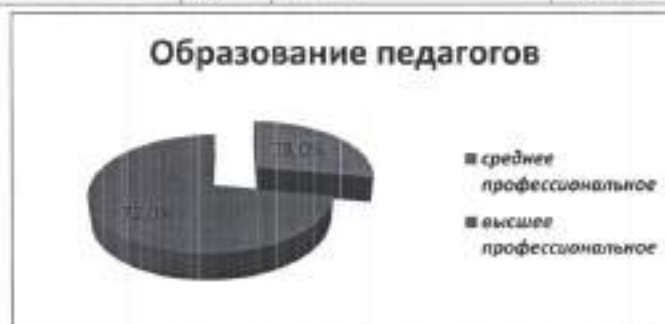 Образование педагогов
среднее
профессиональное
высшее
профессиональное